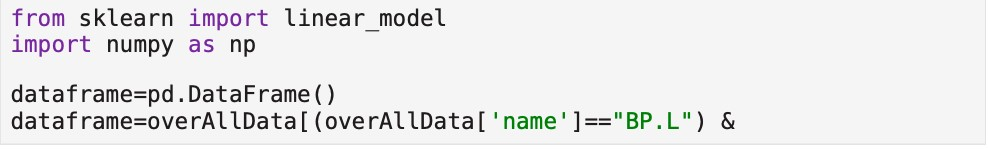 from sklearn import linear_model
import numpy as np
dataframe=pd.DataFrame()
dataframe=overAllData[(overAllData['name']=="BP.L") &